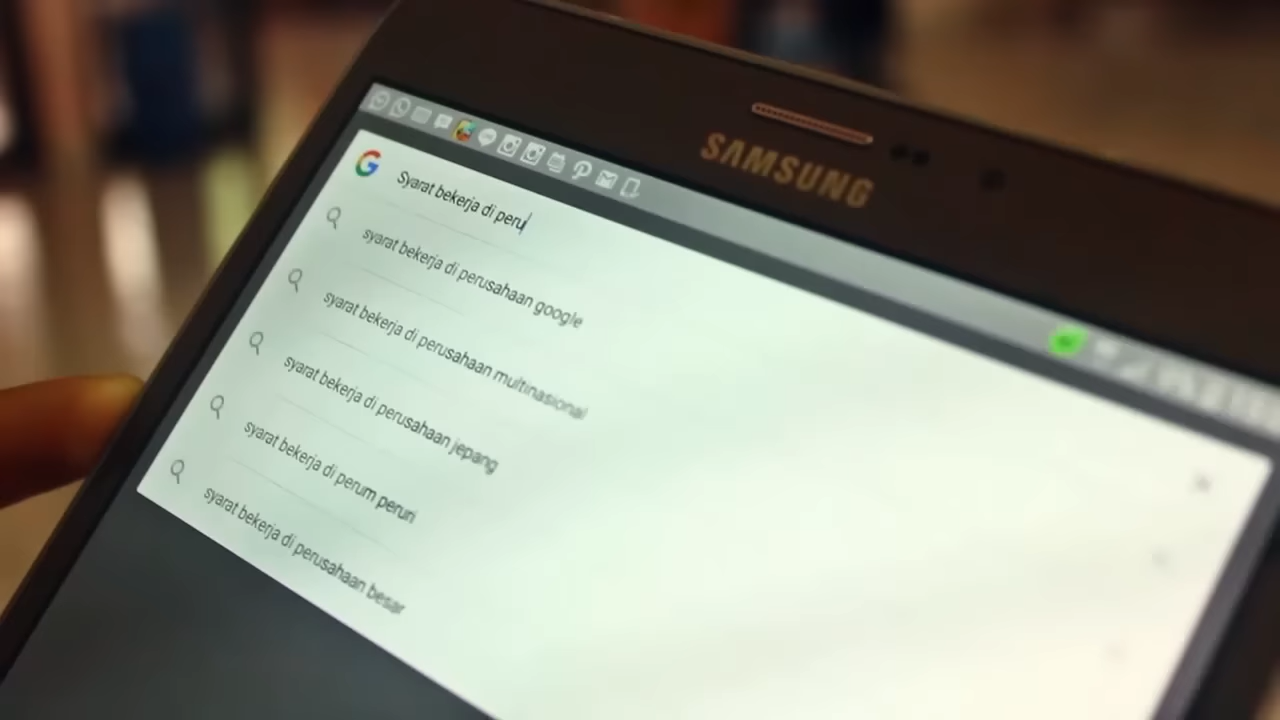 SAMSUNG
Syarat bekerja di peru
syarat bekerja di perusahaan google
syarat bekerja di perusahaan multinasional
syarat bekerja di perusahaan jepang
syarat bekerja di perum peruri
syarat bekerja di perusahaan besar